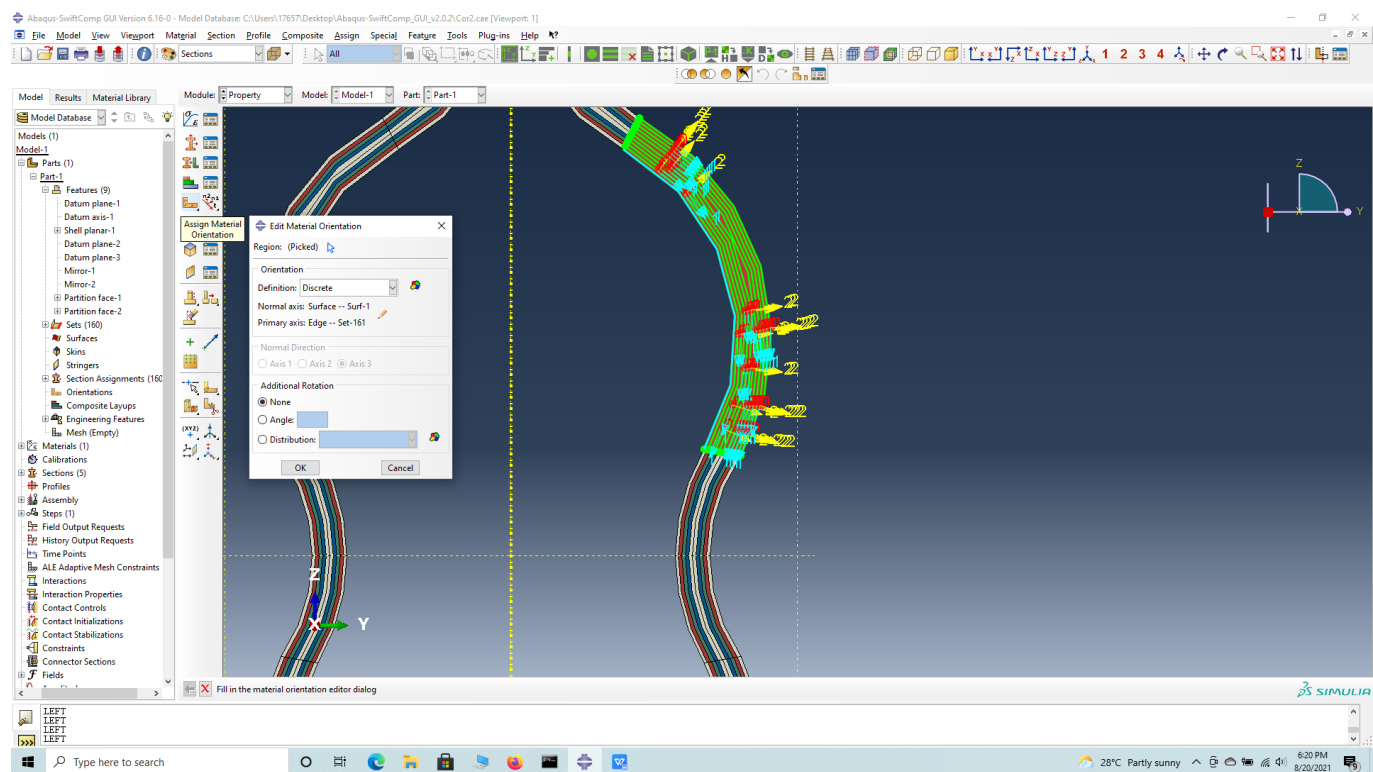 Abaqus-SwiftComp GUI Version 6.16-0 - Model Database: C:\Users\17657\Desktop\Abaqus-SwiftComp_GUI_v2.0.2\Cor2.cae [Viewport: 1]
File Model View Viewport Material Section Profile Composite Assign Special Feature Tools Plug-ins Help
Sections All 1 2 3 4
Model Results Material Library Module: Property Model: Model-1 Part: Part-1
Model Database
Models (1)
Model-1
Parts (1)
Part-1
Features (9)
Datum plane-1
Datum axis-1
Shell planar-1
Datum plane-2
Datum plane-3
Mirror-1
Mirror-2
Partition face-1
Partition face-2
Sets (160)
Surfaces
Skins
Stringers
Section Assignments (160
Orientations
Composite Layups
Engineering Features
Mesh (Empty)
Materials (1)
Calibrations
Sections (5)
Profiles
Assembly
Steps (1)
Field Output Requests
History Output Requests
Time Points
ALE Adaptive Mesh Constraints
Interactions
Interaction Properties
Contact Controls
Contact Initializations
Contact Stabilizations
Constraints
Connector Sections
Fields
Assign Material
Orientation
Edit Material Orientation
Region: (Picked)
Orientation
Definition: Discrete
Normal axis: Surface -- Surf-1
Primary axis: Edge -- Set-161
Normal Direction
Axis 1 Axis 2 Axis 3
Additional Rotation
None
Angle:
Distribution:
OK Cancel
Z
X Y
Z
X Y
Fill in the material orientation editor dialog
SIMULIA
LEFT
LEFT
LEFT
LEFT
Type here to search
28°C Partly sunny
6:20 PM
8/20/2021